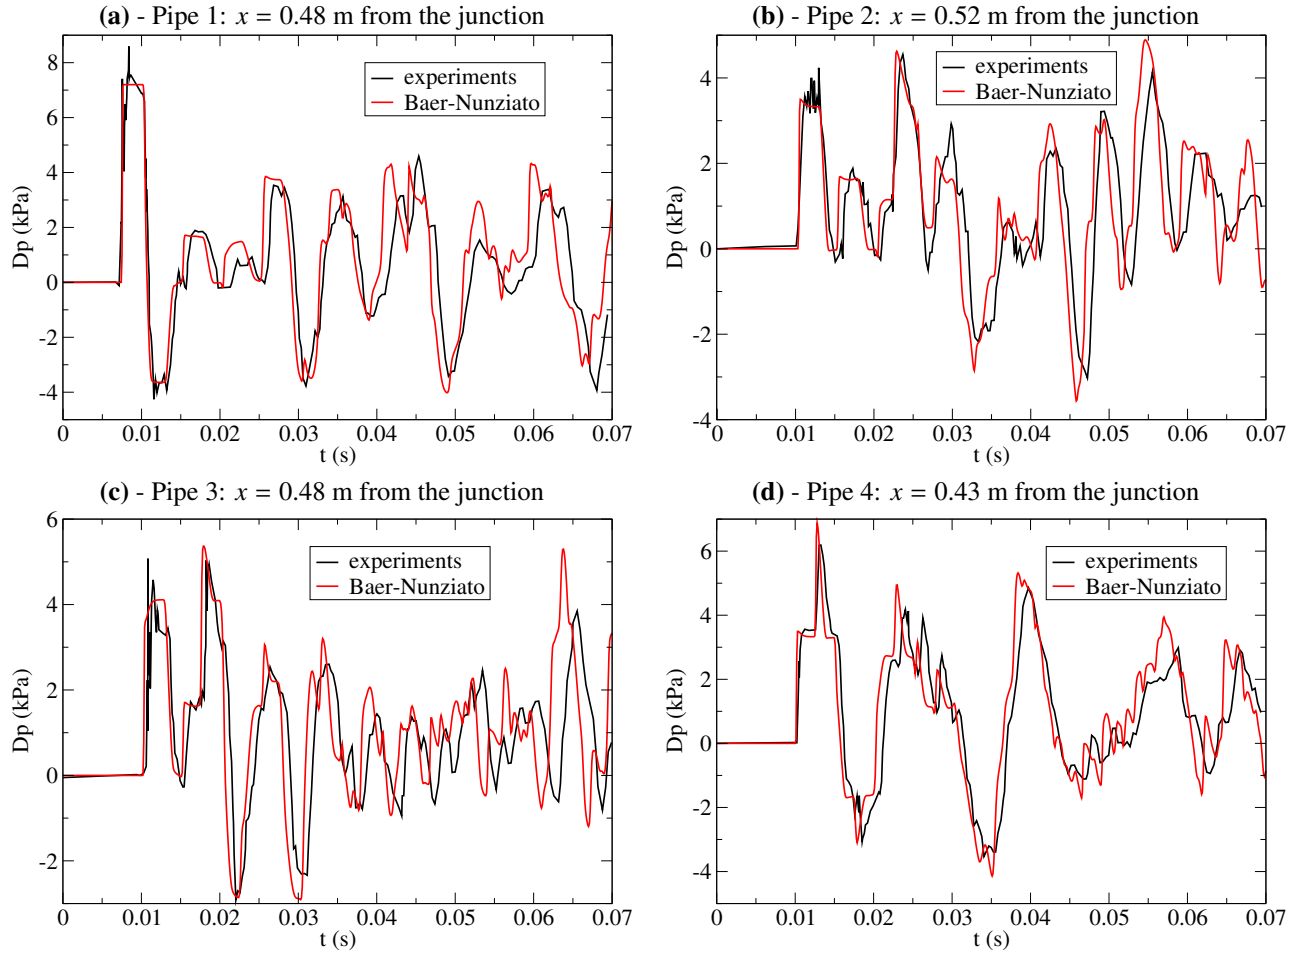 (a) - Pipe 1: x = 0.48 m from the junction
Dp (kPa)
10
8
6
4
2
0
-2
-4
experiments
Baer-Nunziato
0 0.01 0.02 0.03 0.04 0.05 0.06 0.07
t (s)
(b) - Pipe 2: x = 0.52 m from the junction
Dp (kPa)
4
2
0
-2
-4
experiments
Baer-Nunziato
0 0.01 0.02 0.03 0.04 0.05 0.06 0.07
t (s)
(c) - Pipe 3: x = 0.48 m from the junction
Dp (kPa)
6
4
2
0
-2
experiments
Baer-Nunziato
0 0.01 0.02 0.03 0.04 0.05 0.06 0.07
t (s)
(d) - Pipe 4: x = 0.43 m from the junction
Dp (kPa)
6
4
2
0
-2
-4
experiments
Baer-Nunziato
0 0.01 0.02 0.03 0.04 0.05 0.06 0.07
t (s)